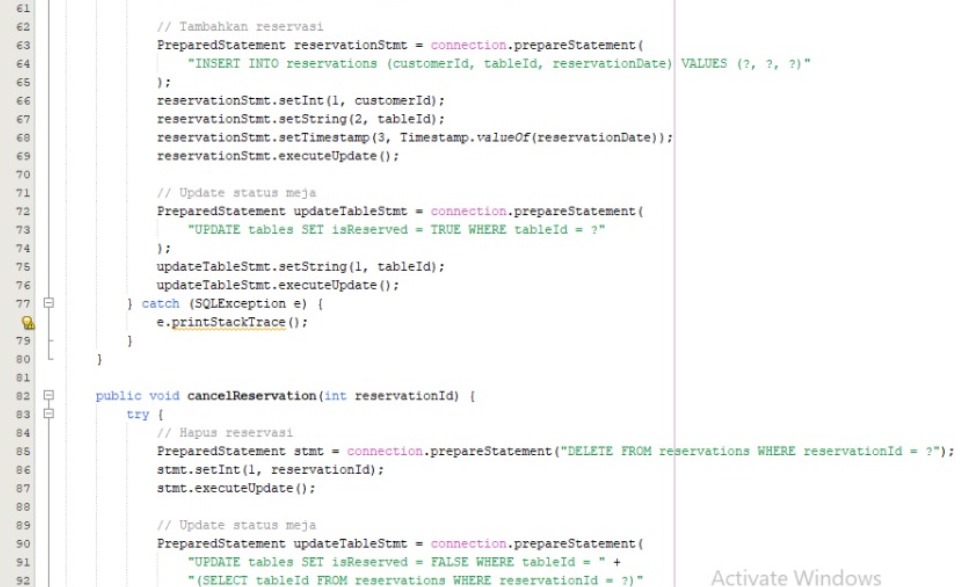 61
62 // Tambahkan reservasi
63 PreparedStatement reservationStmt = connection.prepareStatement(
64 "INSERT INTO reservations (customerId, tableId, reservationDate) VALUES (?, ?, ?)"
65 );
66 reservationStmt.setInt(1, customerId);
67 reservationStmt.setString(2, tableId);
68 reservationStmt.setTimestamp(3, Timestamp.valueOf(reservationDate));
69 reservationStmt.executeUpdate();
70
71 // Update status meja
72 PreparedStatement updateTableStmt = connection.prepareStatement(
73 "UPDATE tables SET isReserved = TRUE WHERE tableId = ?"
74 );
75 updateTableStmt.setString(1, tableId);
76 updateTableStmt.executeUpdate();
77 } catch (SQLException e) {
e.printStackTrace();
79 }
80 }
81
82 public void cancelReservation(int reservationId) {
83 try {
84 // Hapus reservasi
85 PreparedStatement stmt = connection.prepareStatement("DELETE FROM reservations WHERE reservationId = ?");
86 stmt.setInt(1, reservationId);
87 stmt.executeUpdate();
88
89 // Update status meja
90 PreparedStatement updateTableStmt = connection.prepareStatement(
91 "UPDATE tables SET isReserved = FALSE WHERE tableId = " +
92 "(SELECT tableId FROM reservations WHERE reservationId = ?)"
Activate Windows